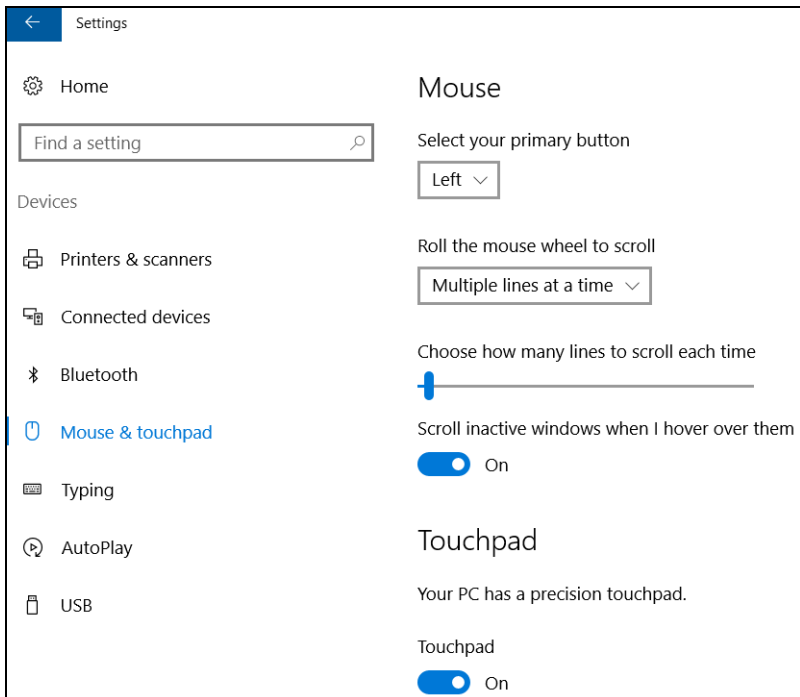 Settings
Home
Find a setting
Devices
Printers & scanners
Connected devices
Bluetooth
Mouse & touchpad
Typing
AutoPlay
USB
Mouse
Select your primary button
Left
Roll the mouse wheel to scroll
Multiple lines at a time
Choose how many lines to scroll each time
Scroll inactive windows when I hover over them
On
Touchpad
Your PC has a precision touchpad.
Touchpad
On